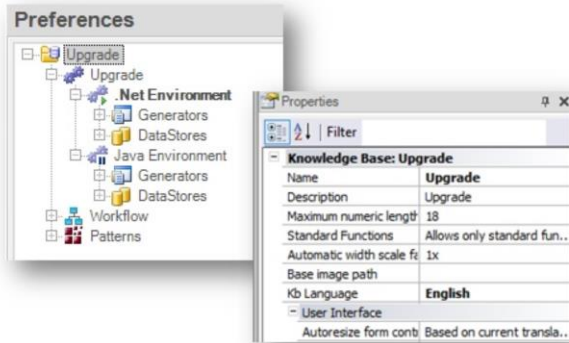 Preferences
Upgrade
Upgrade
.Net Environment
Generators
DataStores
Java Environment
Generators
DataStores
Workflow
Patterns
Properties
Filter
Knowledge Base: Upgrade
Name Upgrade
Description Upgrade
Maximum numeric length 18
Standard Functions Allows only standard fun...
Automatic width scale fa 1x
Base image path
Kb Language English
User Interface
Autoresize form conti Based on current transla...